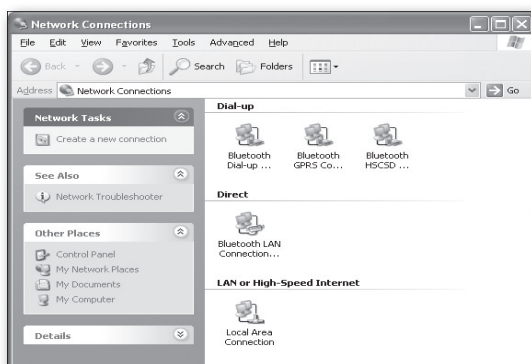 Network Connections
File Edit View Favorites Tools Advanced Help
Back Search Folders
Address Network Connections Go
Network Tasks
Create a new connection
See Also
Network Troubleshooter
Other Places
Control Panel
My Network Places
My Documents
My Computer
Details
Dial-up
Bluetooth Bluetooth Bluetooth
Dial-up ... GPRS Co... HSCSD ...
Direct
Bluetooth LAN
Connection...
LAN or High-Speed Internet
Local Area
Connection